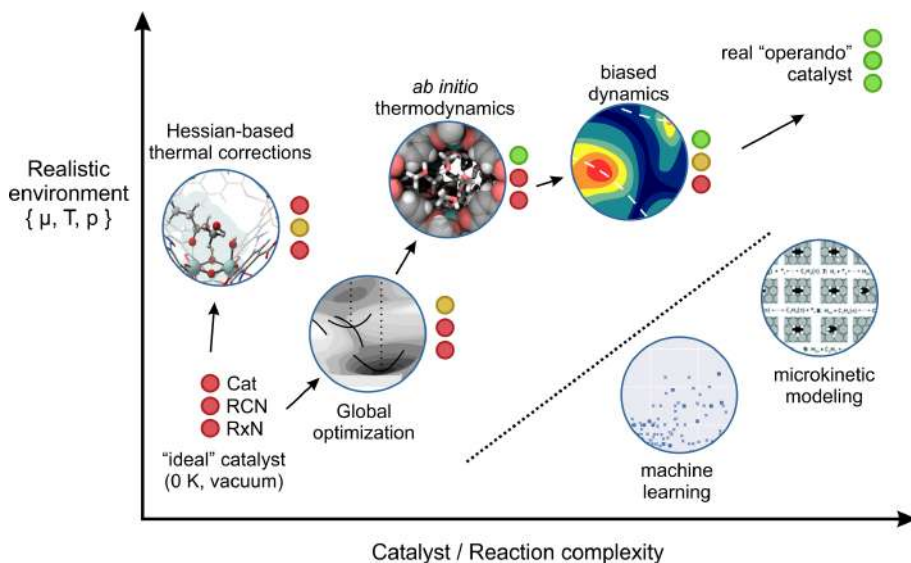 real "operando"
catalyst
biased
dynamics
ab initio
thermodynamics
Hessian-based
thermal corrections
Realistic
environment
{ μ, T, p }
Cat
RCN
RxN
"ideal" catalyst
(0 K, vacuum)
Global
optimization
microkinetic
modeling
machine
learning
Catalyst / Reaction complexity